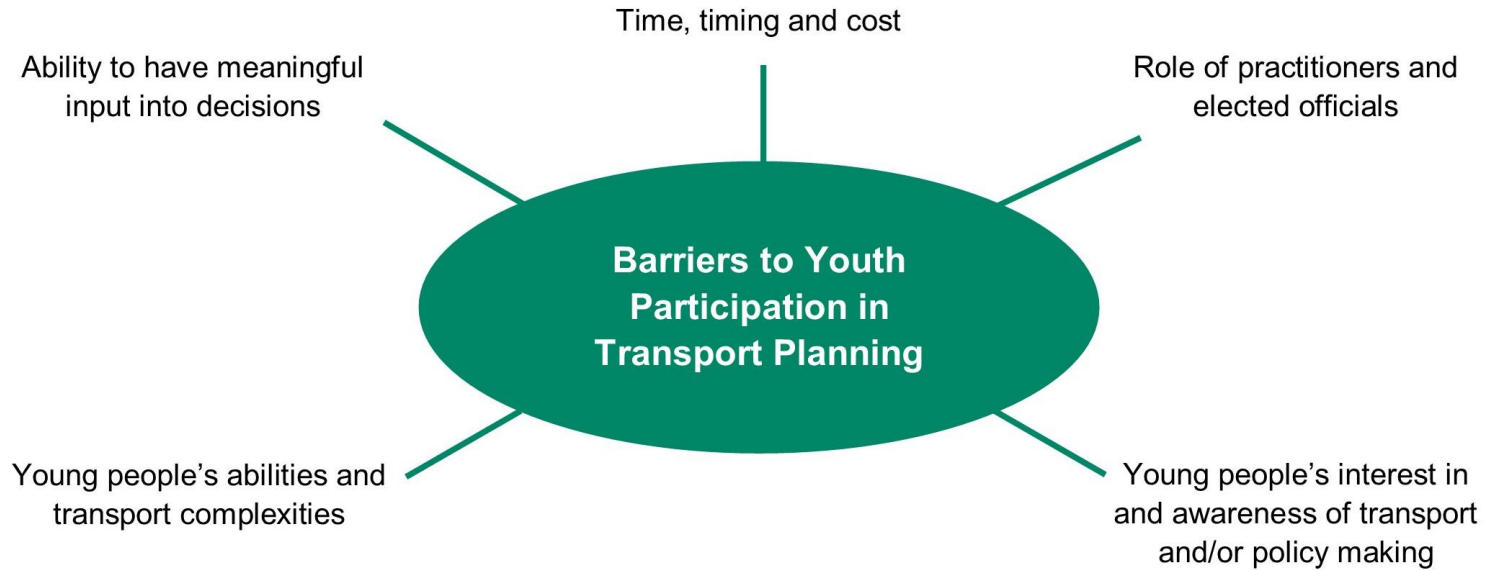 Time, timing and cost
Ability to have meaningful
input into decisions
Role of practitioners and
elected officials
Barriers to Youth
Participation in
Transport Planning
Young people’s abilities and
transport complexities
Young people’s interest in
and awareness of transport
and/or policy making